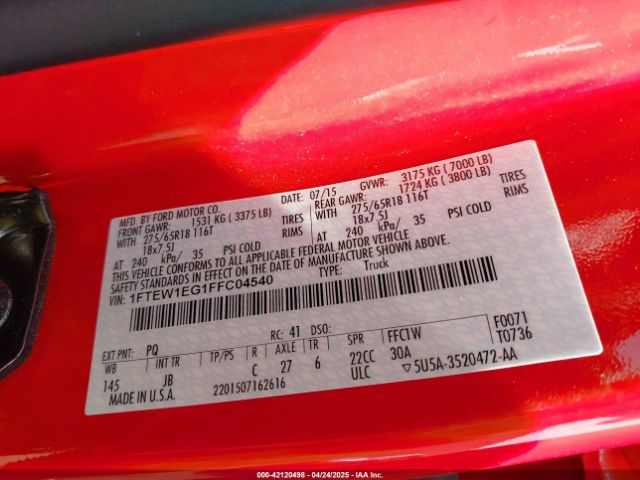 MFD. BY FORD MOTOR CO.
DATE: 07/15 GVWR: 3175 KG ( 7000 LB)
FRONT GAWR: 1531 KG ( 3375 LB) REAR GAWR: 1724 KG ( 3800 LB)
WITH 275/65R18 116T TIRES WITH 275/65R18 116T TIRES
18x7.5J RIMS 18x7.5J RIMS
AT 240 kPa/ 35 PSI COLD AT 240 kPa/ 35 PSI COLD
THIS VEHICLE CONFORMS TO ALL APPLICABLE FEDERAL MOTOR VEHICLE
SAFETY STANDARDS IN EFFECT ON THE DATE OF MANUFACTURE SHOWN ABOVE.
VIN: 1FTEW1EG1FFC04540
TYPE: Truck
EXT PNT: PQ RC: 41 DSO: F0071
WB INT TR TP/PS R AXLE TR SPR FFC1W T0736
145 JB C 27 6 22CC 30A
MADE IN U.S.A. 2201507162616 ULC 5U5A-3520472-AA
000-42120498 - 04/24/2025 - IAA Inc.